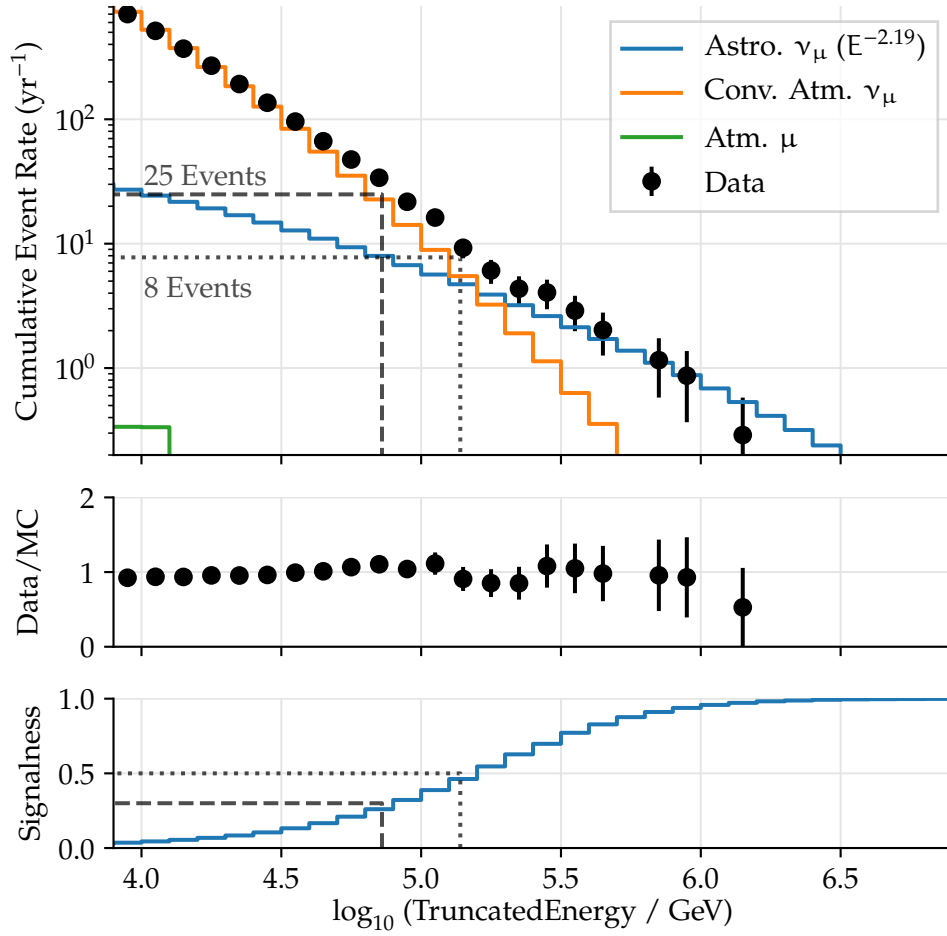 Cumulative Event Rate (yr⁻¹)
10²
10¹
10⁰
25 Events
8 Events
Astro. νμ (E⁻²·¹⁹)
Conv. Atm. νμ
Atm. μ
Data
Data/MC
2
1
0
Signalness
1.0
0.5
0.0
4.0 4.5 5.0 5.5 6.0 6.5
log₁₀ (TruncatedEnergy / GeV)